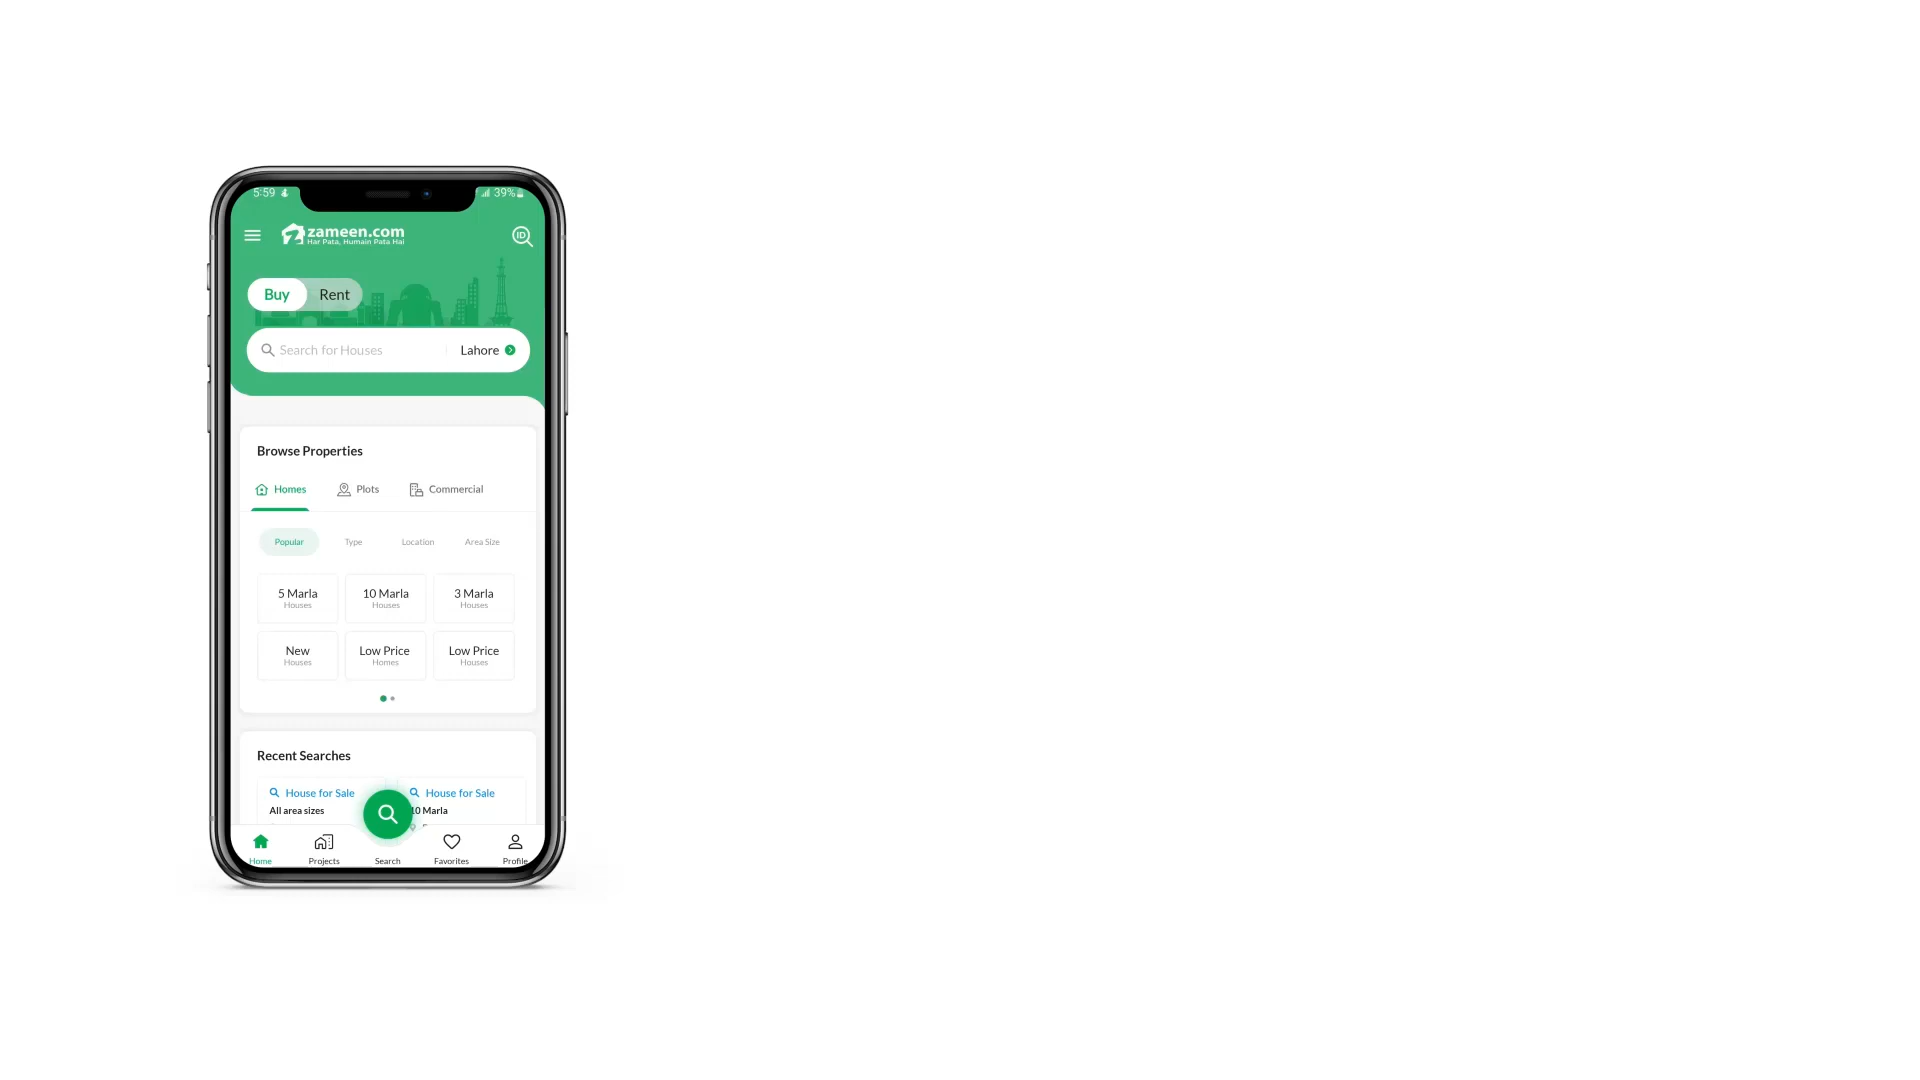 5:59
39%
zameen.com
Har Pata, Humain Pata Hai
ID
Buy Rent
Search for Houses Lahore
Browse Properties
Homes Plots Commercial
Popular Type Location Area Size
5 Marla 10 Marla 3 Marla
Houses Houses Houses
New Low Price Low Price
Houses Homes Houses
Recent Searches
House for Sale House for Sale
All area sizes 10 Marla
Home Projects Search Favorites Profile